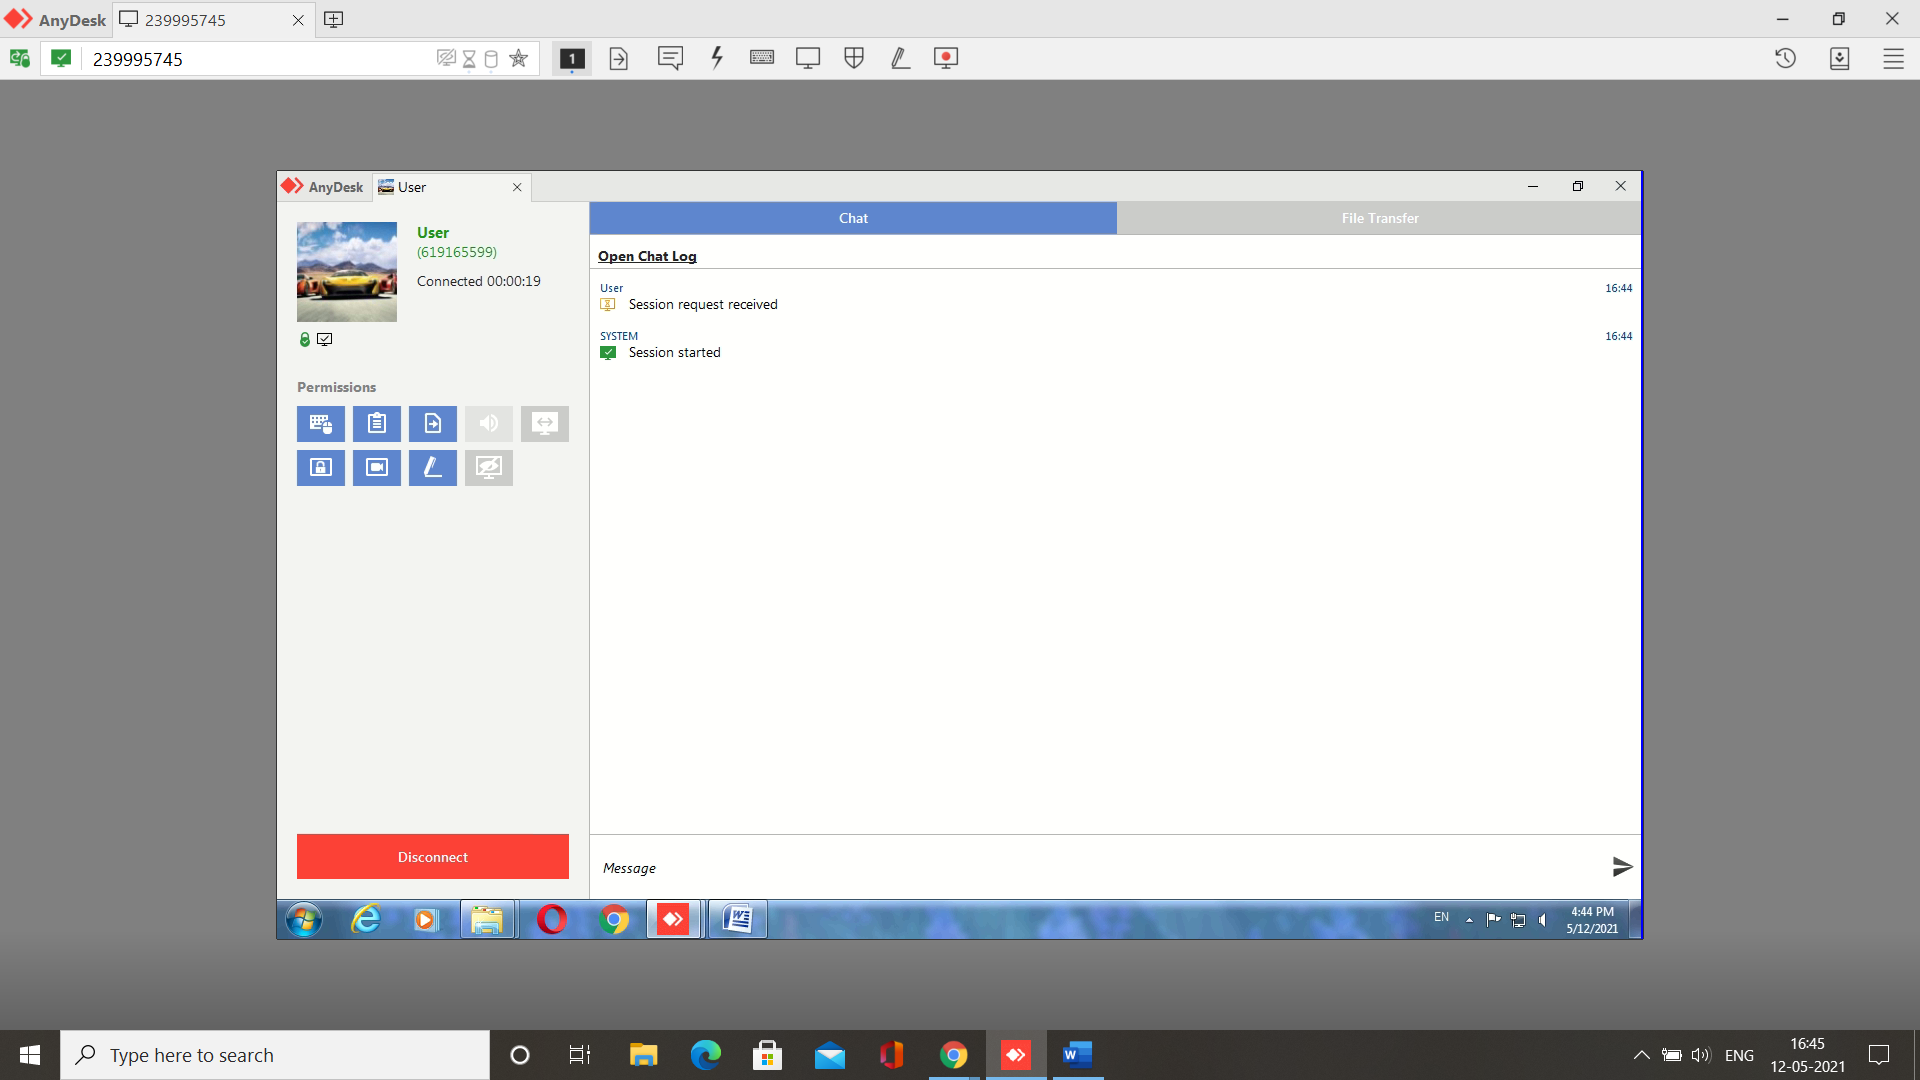 AnyDesk 239995745
239995745 1
AnyDesk User
User
(619165599)
Connected 00:00:19
Permissions
Disconnect
Chat File Transfer
Open Chat Log
User 16:44
Session request received
SYSTEM 16:44
Session started
Message
EN 4:44 PM
5/12/2021
Type here to search
ENG 16:45
12-05-2021